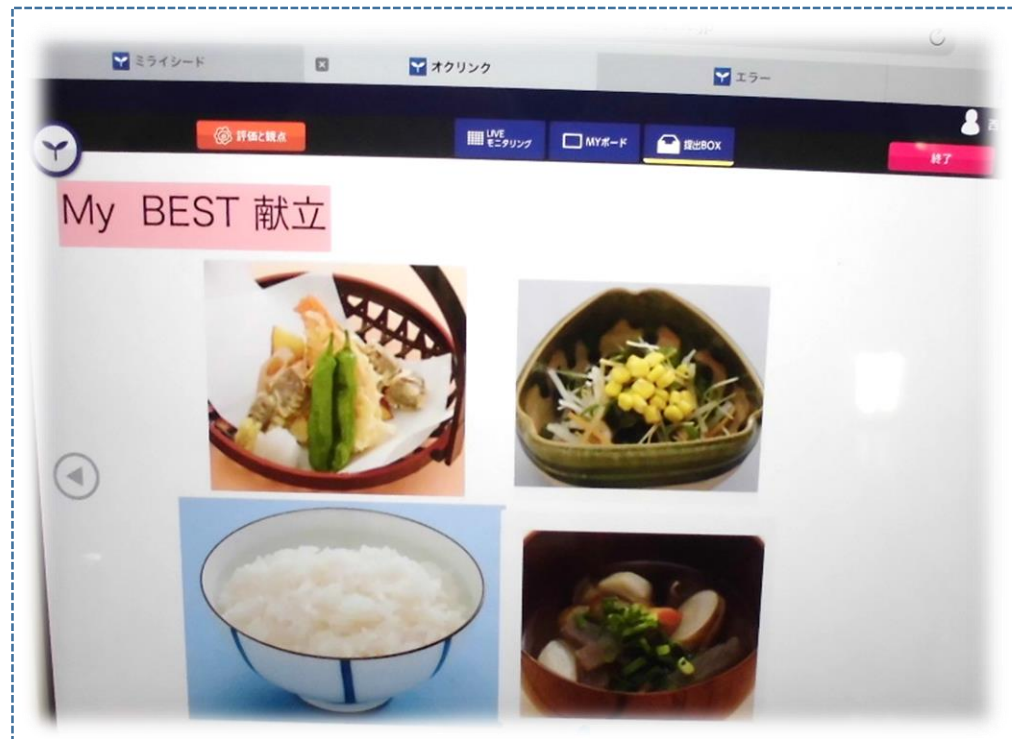 ミライシード
オクリンク
エラー
評価と観点
LIVE
モニタリング
MYボード
提出BOX
終了
My BEST 献立